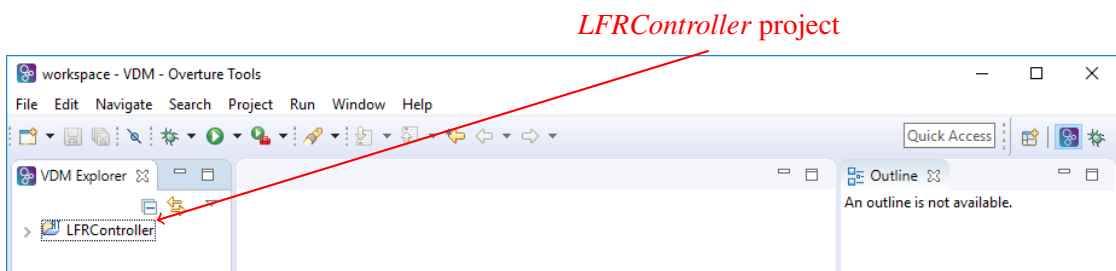 LFRController project
workspace - VDM - Overture Tools
File Edit Navigate Search Project Run Window Help
Quick Access
VDM Explorer
Outline
An outline is not available.
LFRController